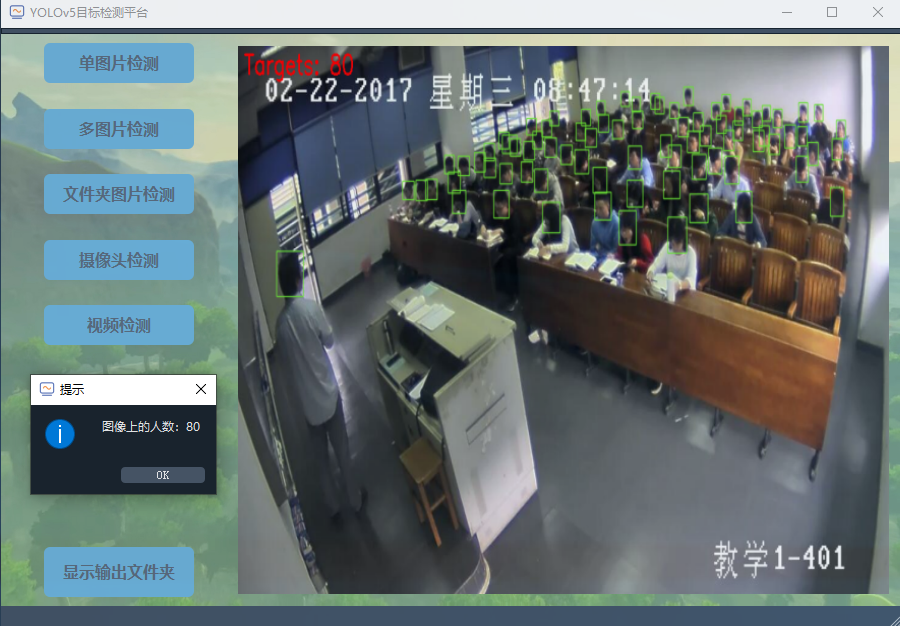 YOLOv5目标检测平台
单图片检测
多图片检测
文件夹图片检测
摄像头检测
视频检测
提示
图像上的人数：80
OK
显示输出文件夹
Targets: 80
02-22-2017 星期三 08:47:14
教学1-401